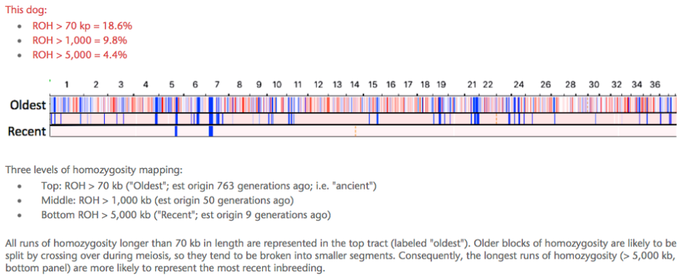 This dog:
• ROH > 70 kp = 18.6%
• ROH > 1,000 = 9.8%
• ROH > 5,000 = 4.4%
1 2 3 4 5 6 7 8 9 10 11 12 13 14 15 16 17 18 19 21 22 24 26 28 30 32 34 36
Oldest
Recent
Three levels of homozygosity mapping:
• Top: ROH > 70 kb ("Oldest"; est origin 763 generations ago; i.e. "ancient")
• Middle: ROH > 1,000 kb (est origin 50 generations ago)
• Bottom ROH > 5,000 kb ("Recent"; est origin 9 generations ago)
All runs of homozygosity longer than 70 kb in length are represented in the top tract (labeled "oldest"). Older blocks of homozygosity are likely to be
split by crossing over during meiosis, so they tend to be broken into smaller segments. Consequently, the longest runs of homozygosity (> 5,000 kb,
bottom panel) are more likely to represent the most recent inbreeding.